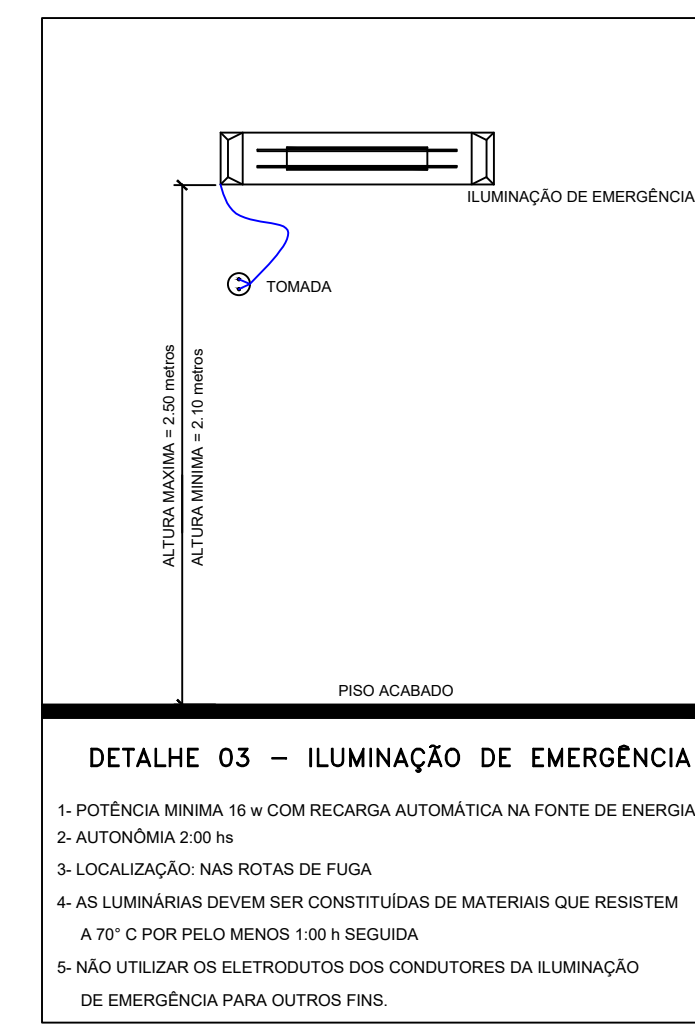 ILUMINAÇÃO DE EMERGÊNCIA
TOMADA
ALTURA MAXIMA = 2.50 metros
ALTURA MINIMA = 2.10 metros
PISO ACABADO
DETALHE 03 – ILUMINAÇÃO DE EMERGÊNCIA
1- POTÊNCIA MINIMA 16 w COM RECARGA AUTOMÁTICA NA FONTE DE ENERGIA
2- AUTONÔMIA 2:00 hs
3- LOCALIZAÇÃO: NAS ROTAS DE FUGA
4- AS LUMINÁRIAS DEVEM SER CONSTITUÍDAS DE MATERIAIS QUE RESISTEM
A 70° C POR PELO MENOS 1:00 h SEGUIDA
5- NÃO UTILIZAR OS ELETRODUTOS DOS CONDUTORES DA ILUMINAÇÃO
DE EMERGÊNCIA PARA OUTROS FINS.